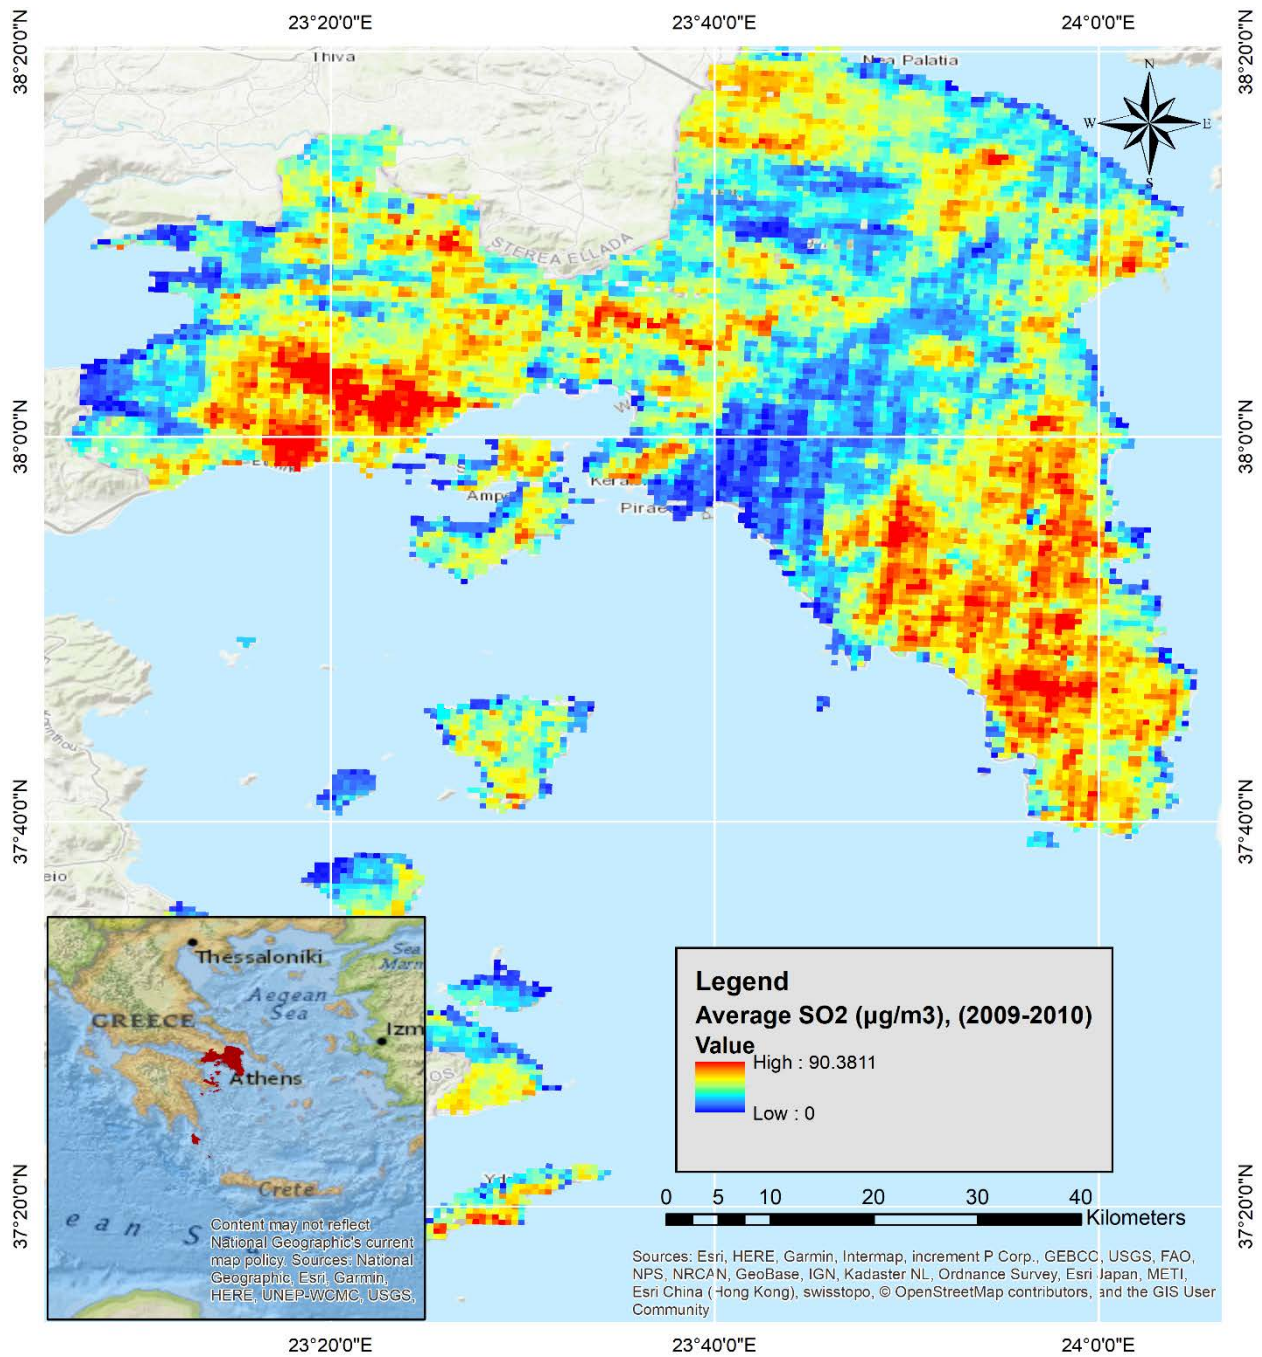 23°20'0"E
23°40'0"E
24°0'0"E
38°20'0"N
38°20'0"N
Thiva
Nea Palatia
N
W
E
S
STEREA ELLADA
38°0'0"N
38°0'0"N
37°40'0"N
37°40'0"N
Thessaloniki
Sea
Aegean
Sea
GREECE
Izm
Athens
Crete
ean S
Content may not reflect
National Geographic's current
map policy. Sources: National
Geographic, Esri, Garmin,
HERE, UNEP-WCMC, USGS,
Legend
Average SO2 (µg/m3), (2009-2010)
Value
High : 90.3811
Low : 0
37°20'0"N
37°20'0"N
0 5 10 20 30 40
Kilometers
Sources: Esri, HERE, Garmin, Intermap, increment P Corp., GEBCO, USGS, FAO,
NPS, NRCAN, GeoBase, IGN, Kadaster NL, Ordnance Survey, Esri Japan, METI,
Esri China (Hong Kong), swisstopo, © OpenStreetMap contributors, and the GIS User
Community
23°20'0"E
23°40'0"E
24°0'0"E